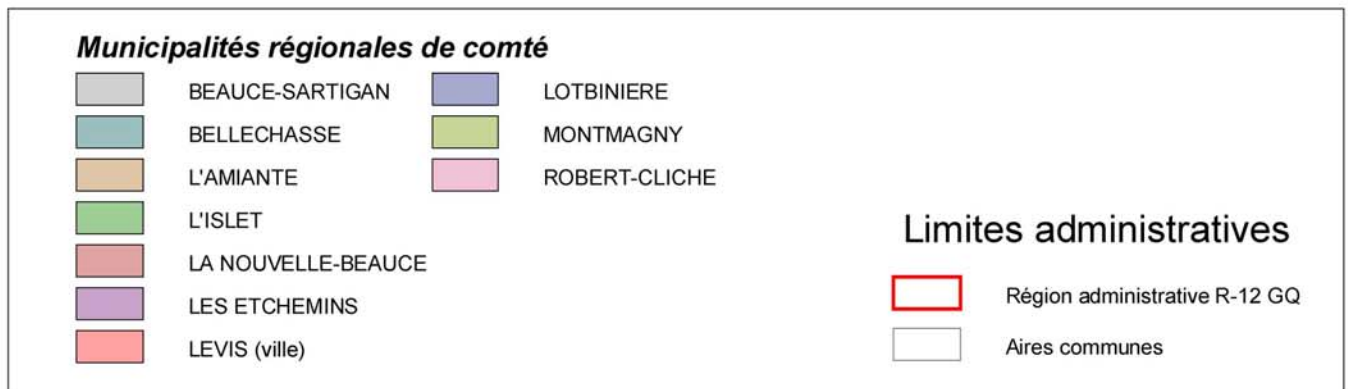 Municipalités régionales de comté
BEAUCE-SARTIGAN
BELLECHASSE
L'AMIANTE
L'ISLET
LA NOUVELLE-BEAUCE
LES ETCHEMINS
LEVIS (ville)
LOTBINIERE
MONTMAGNY
ROBERT-CLICHE
Limites administratives
Région administrative R-12 GQ
Aires communes